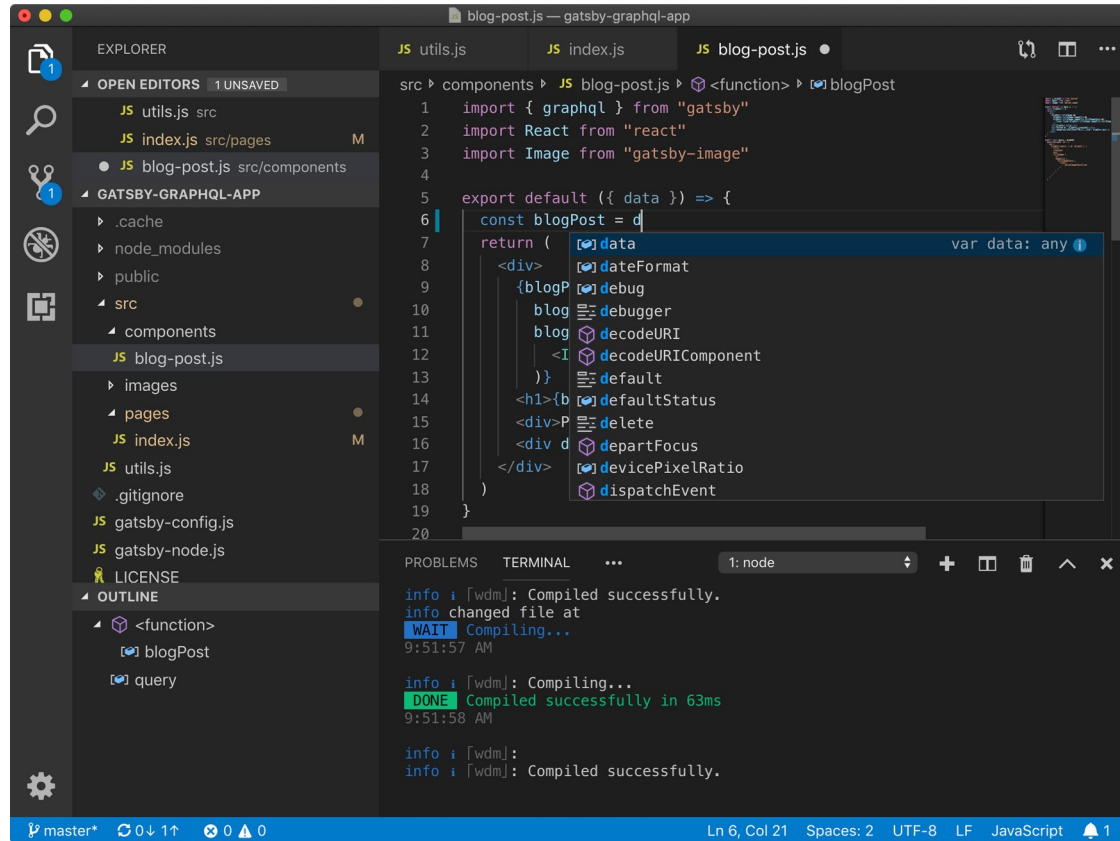 blog-post.js — gatsby-graphql-app
EXPLORER
OPEN EDITORS 1 UNSAVED
JS utils.js src
JS index.js src/pages M
JS blog-post.js src/components
GATSBY-GRAPHQL-APP
.cache
node_modules
public
src
components
JS blog-post.js
images
pages
JS index.js M
JS utils.js
.gitignore
JS gatsby-config.js
JS gatsby-node.js
LICENSE
OUTLINE
<function>
blogPost
query
1
1
JS utils.js JS index.js JS blog-post.js
src components JS blog-post.js <function> blogPost
1 import { graphql } from "gatsby"
2 import React from "react"
3 import Image from "gatsby-image"
4
5 export default ({ data }) => {
6 const blogPost = d
7 return (
8 <div>
9 {blogP
10 blog
11 blog
12 <I
13 )}
14 <h1>{b
15 <div>P
16 <div d
17 </div>
18 )
19 }
20
data var data: any
dateFormat
debug
debugger
decodeURI
decodeURIComponent
default
defaultStatus
delete
departFocus
devicePixelRatio
dispatchEvent
PROBLEMS TERMINAL ••• 1: node
info i ｢wdm｣: Compiled successfully.
info changed file at
WAIT Compiling...
9:51:57 AM
info i ｢wdm｣: Compiling...
DONE Compiled successfully in 63ms
9:51:58 AM
info i ｢wdm｣:
info i ｢wdm｣: Compiled successfully.
master* 0↓ 1↑ 0 0 Ln 6, Col 21 Spaces: 2 UTF-8 LF JavaScript 1